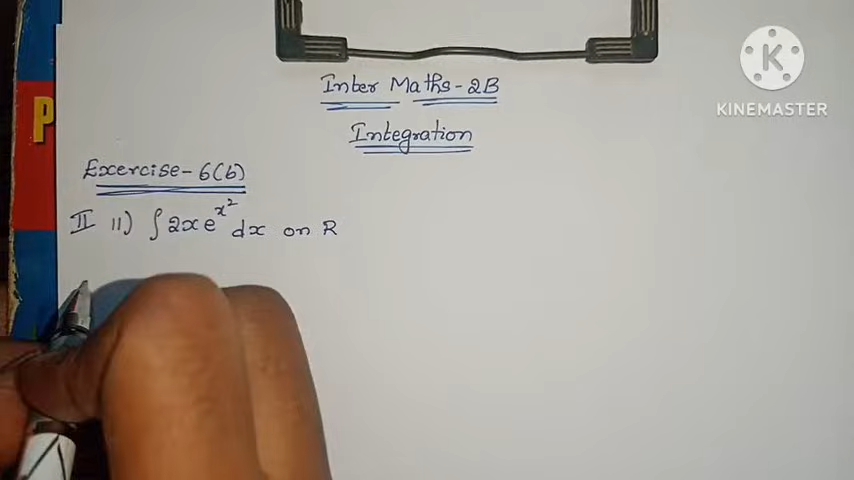 KINEMASTER
Inter Maths-2B
Integration
Exercise-6(b)
II 11) ∫2xe^x² dx on R
P